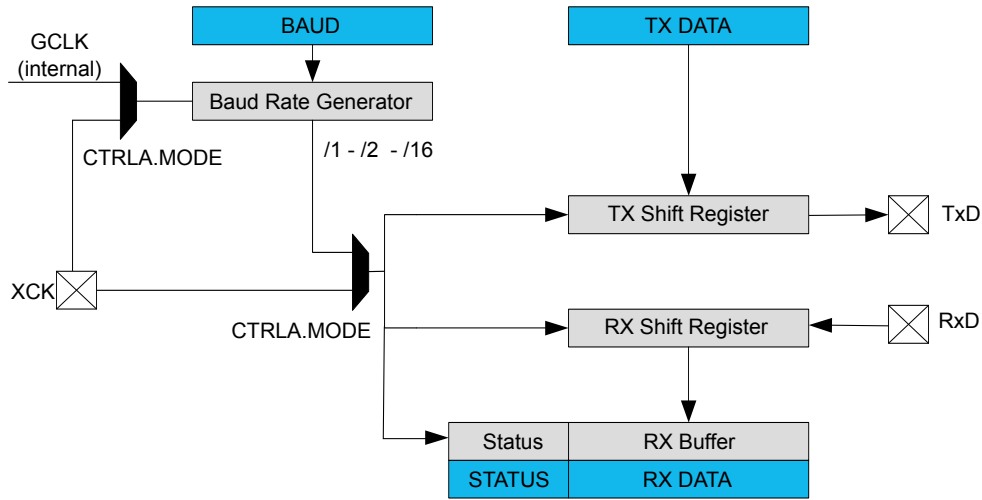 BAUD
TX DATA
GCLK
(internal)
Baud Rate Generator
/1 - /2 - /16
CTRLA.MODE
TX Shift Register
TxD
XCK
CTRLA.MODE
RX Shift Register
RxD
Status
RX Buffer
STATUS
RX DATA